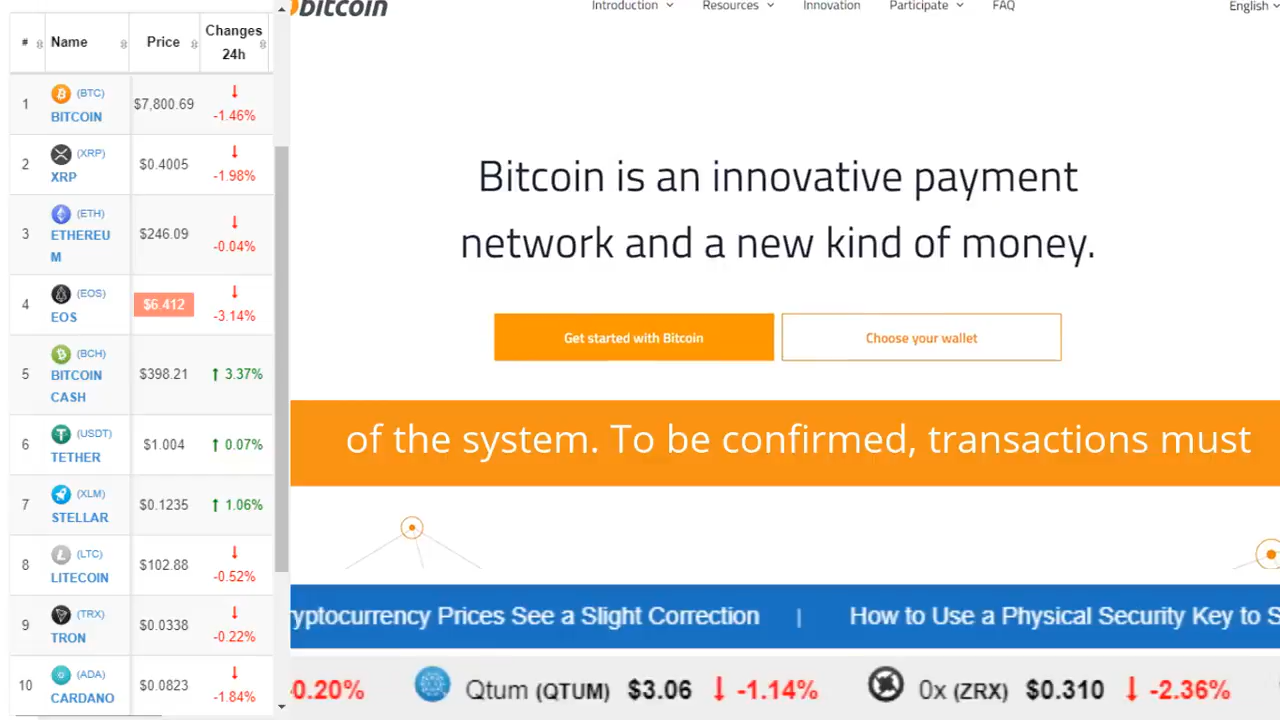 # Name Price Changes 24h
1 (BTC) BITCOIN $7,800.69 ↓ -1.46%
2 (XRP) XRP $0.4005 ↓ -1.98%
3 (ETH) ETHEREU M $246.09 ↓ -0.04%
4 (EOS) EOS $6.412 ↓ -3.14%
5 (BCH) BITCOIN CASH $398.21 ↑ 3.37%
6 (USDT) TETHER $1.004 ↑ 0.07%
7 (XLM) STELLAR $0.1235 ↑ 1.06%
8 (LTC) LITECOIN $102.88 ↓ -0.52%
9 (TRX) TRON $0.0338 ↓ -0.22%
10 (ADA) CARDANO $0.0823 ↓ -1.84%
bitcoin Introduction Resources Innovation Participate FAQ English
Bitcoin is an innovative payment
network and a new kind of money.
Get started with Bitcoin Choose your wallet
of the system. To be confirmed, transactions must
ryptocurrency Prices See a Slight Correction | How to Use a Physical Security Key to S
-0.20% Qtum (QTUM) $3.06 ↓ -1.14% 0x (ZRX) $0.310 ↓ -2.36%